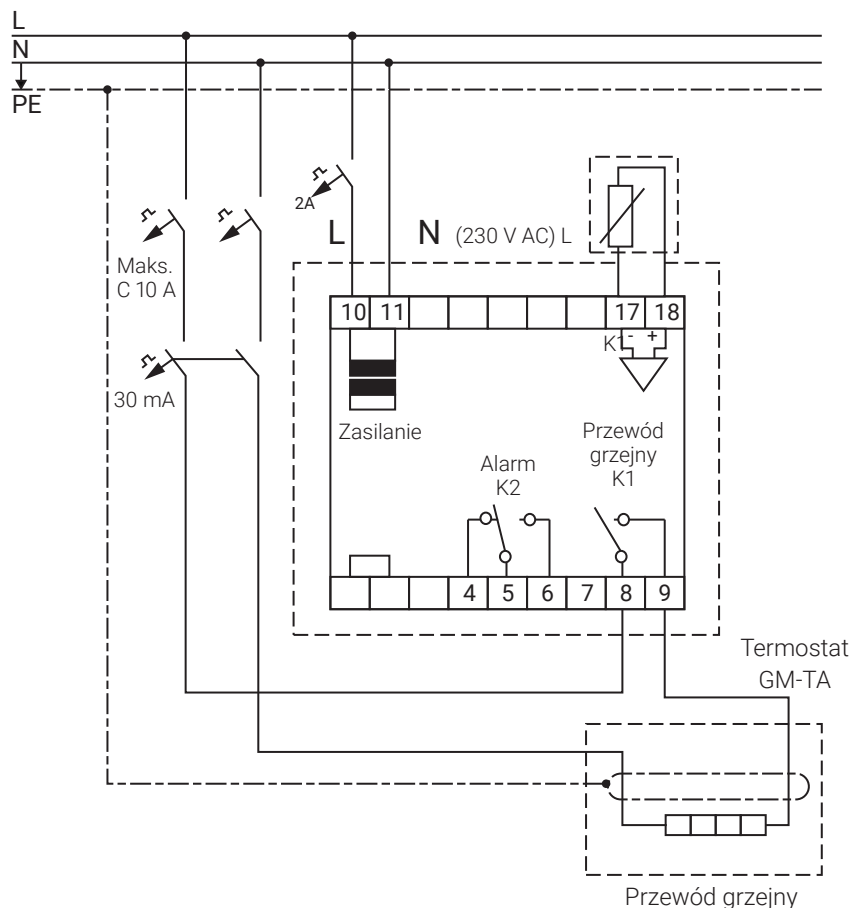 L
N
PE
2A
L N (230 V AC) L
Maks.
C 10 A
10 11 17 18
K1 - +
30 mA
Zasilanie
Przewód
grzejny
K1
Alarm
K2
4 5 6 7 8 9
Termostat
GM-TA
Przewód grzejny